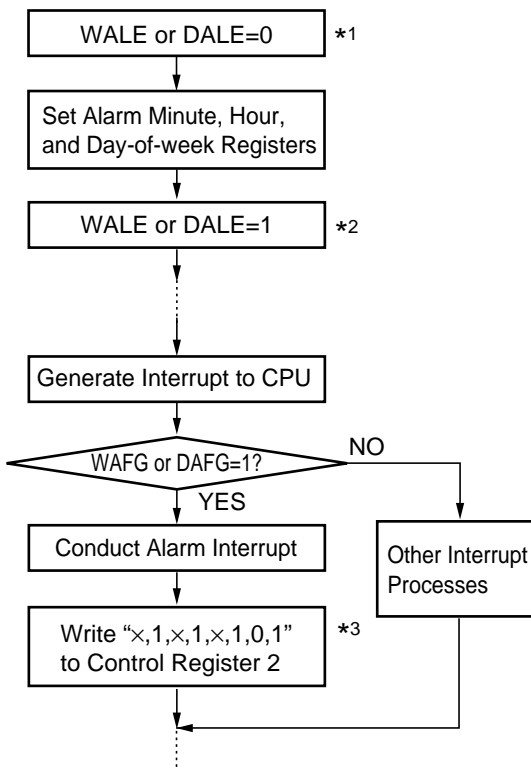 WALE or DALE=0
*1
Set Alarm Minute, Hour,
and Day-of-week Registers
WALE or DALE=1
*2
Generate Interrupt to CPU
WAFG or DAFG=1?
NO
YES
Conduct Alarm Interrupt
Other Interrupt
Processes
Write “×,1,×,1,×,1,0,1”
to Control Register 2
*3